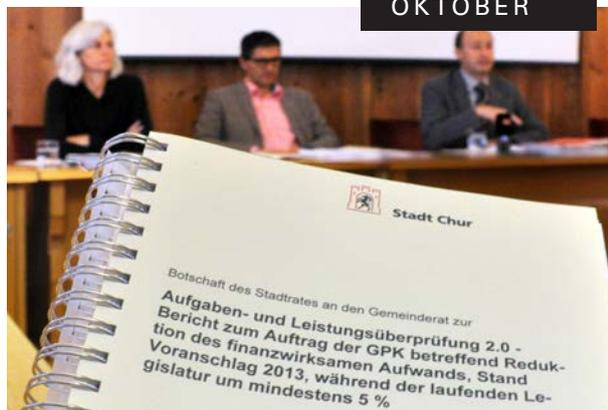 OKTOBER
Stadt Chur
Botschaft des Stadtrates an den Gemeinderat zur
Aufgaben- und Leistungsüberprüfung 2.0 -
Bericht zum Auftrag der GPK betreffend Reduk-
tion des finanzwirksamen Aufwands, Stand
Voranschlag 2013, während der laufenden Le-
gislatur um mindestens 5 %